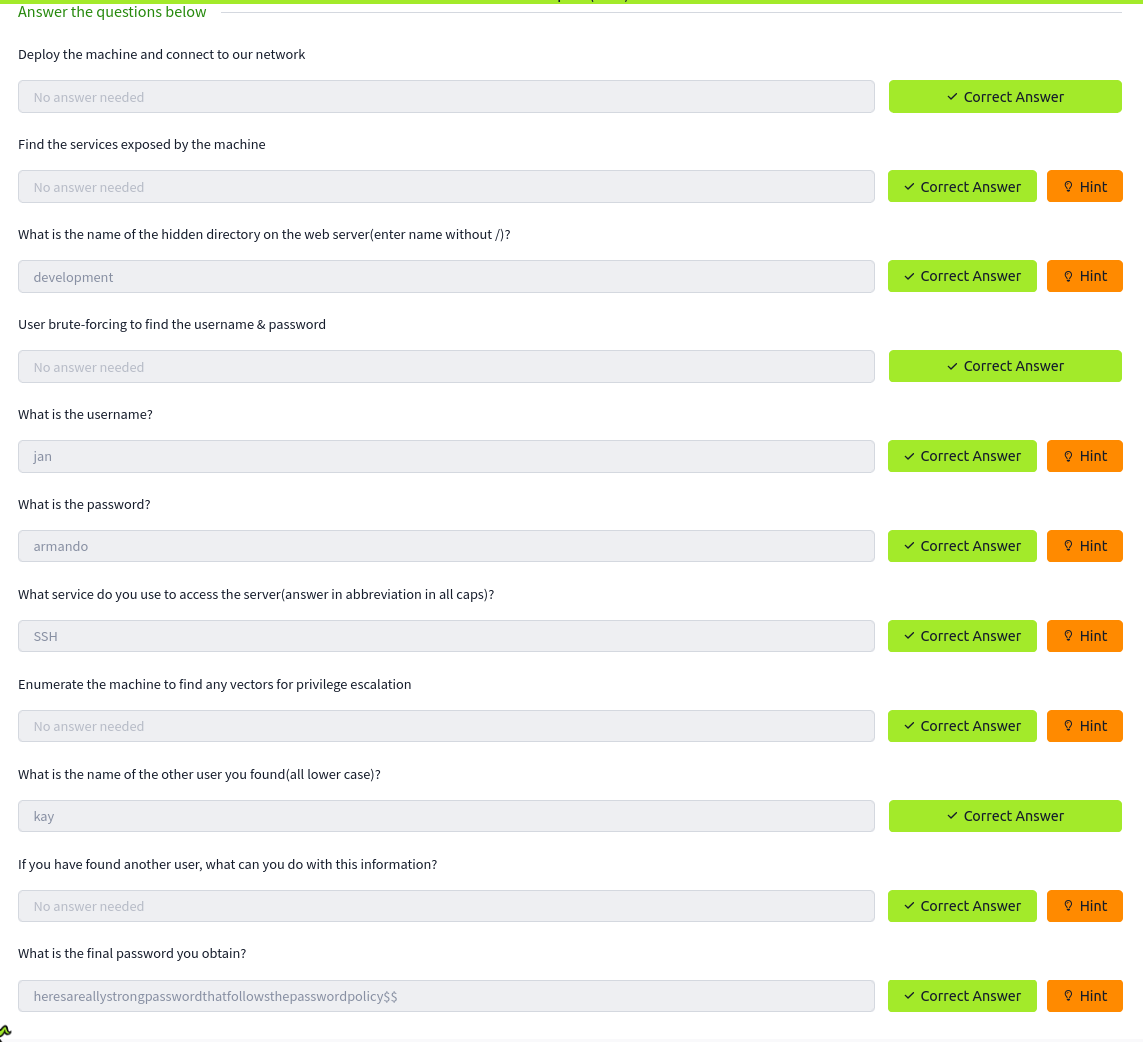 Answer the questions below
Deploy the machine and connect to our network
No answer needed
Correct Answer
Find the services exposed by the machine
No answer needed
Correct Answer
Hint
What is the name of the hidden directory on the web server(enter name without /)?
development
Correct Answer
Hint
User brute-forcing to find the username & password
No answer needed
Correct Answer
What is the username?
jan
Correct Answer
Hint
What is the password?
armando
Correct Answer
Hint
What service do you use to access the server(answer in abbreviation in all caps)?
SSH
Correct Answer
Hint
Enumerate the machine to find any vectors for privilege escalation
No answer needed
Correct Answer
Hint
What is the name of the other user you found(all lower case)?
kay
Correct Answer
If you have found another user, what can you do with this information?
No answer needed
Correct Answer
Hint
What is the final password you obtain?
heresareallystrongpasswordthatfollowsthepasswordpolicy$$
Correct Answer
Hint